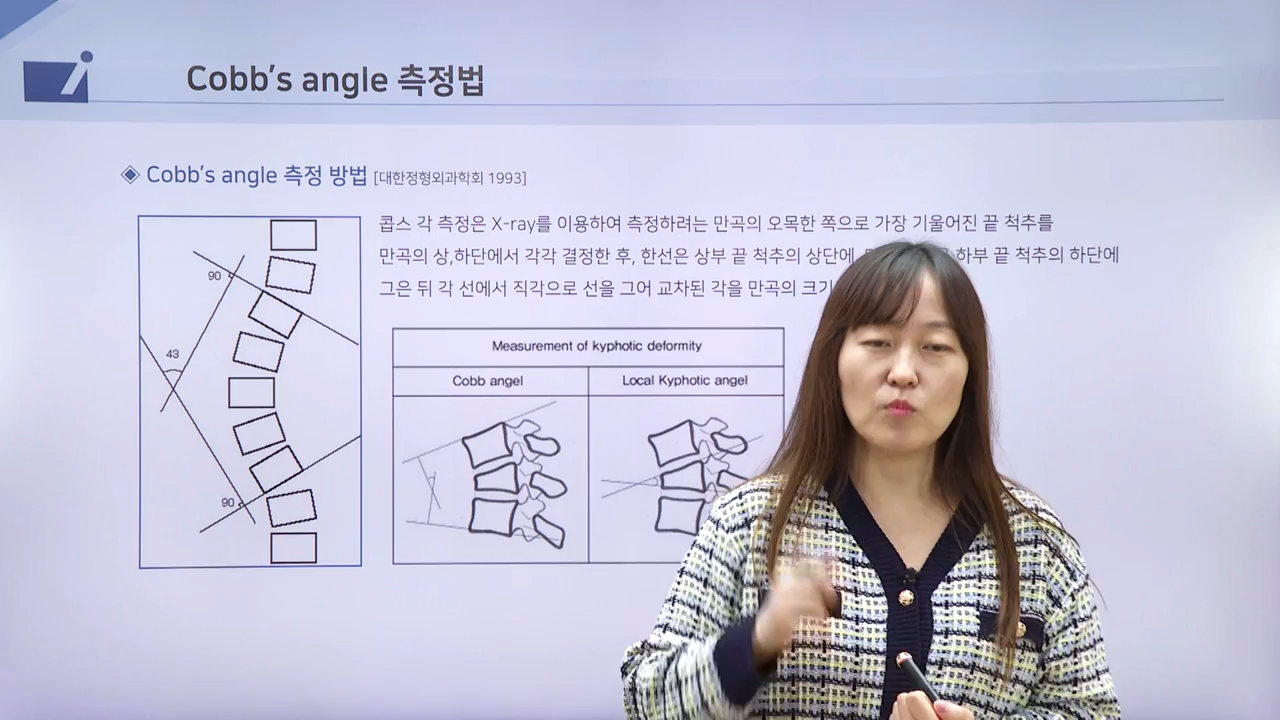 Cobb's angle 측정법
◈ Cobb's angle 측정 방법 [대한정형외과학회 1993]
콥스 각 측정은 X-ray를 이용하여 측정하려는 만곡의 오목한 쪽으로 가장 기울어진 끝 척추를
만곡의 상,하단에서 각각 결정한 후, 한선은 상부 끝 척추의 상단에, 하부 끝 척추의 하단에
그은 뒤 각 선에서 직각으로 선을 그어 교차된 각을 만곡의 크기
90
43
90
Measurement of kyphotic deformity
Cobb angel
Local Kyphotic angel